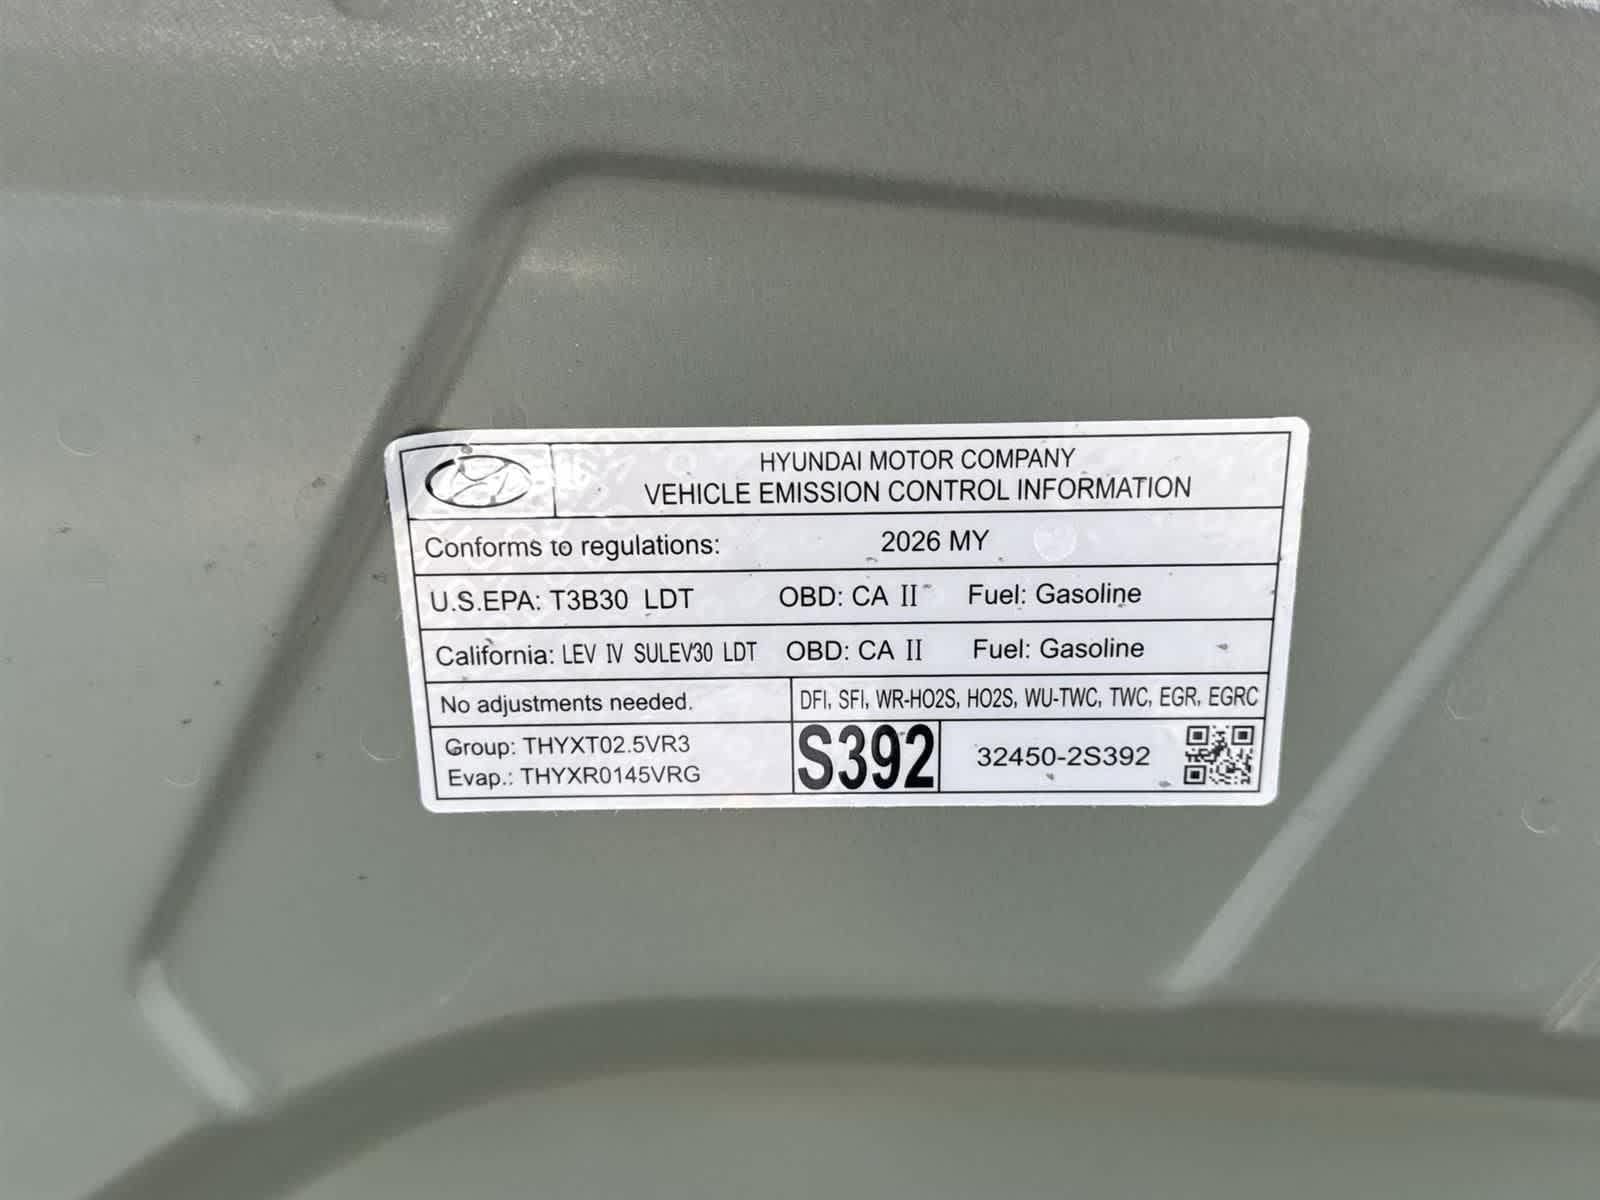 HYUNDAI MOTOR COMPANY
VEHICLE EMISSION CONTROL INFORMATION
Conforms to regulations: 2026 MY
U.S.EPA: T3B30 LDT OBD: CA II Fuel: Gasoline
California: LEV IV SULEV30 LDT OBD: CA II Fuel: Gasoline
No adjustments needed. DFI, SFI, WR-HO2S, HO2S, WU-TWC, TWC, EGR, EGRC
Group: THYXT02.5VR3
Evap.: THYXR0145VRG
S392 32450-2S392